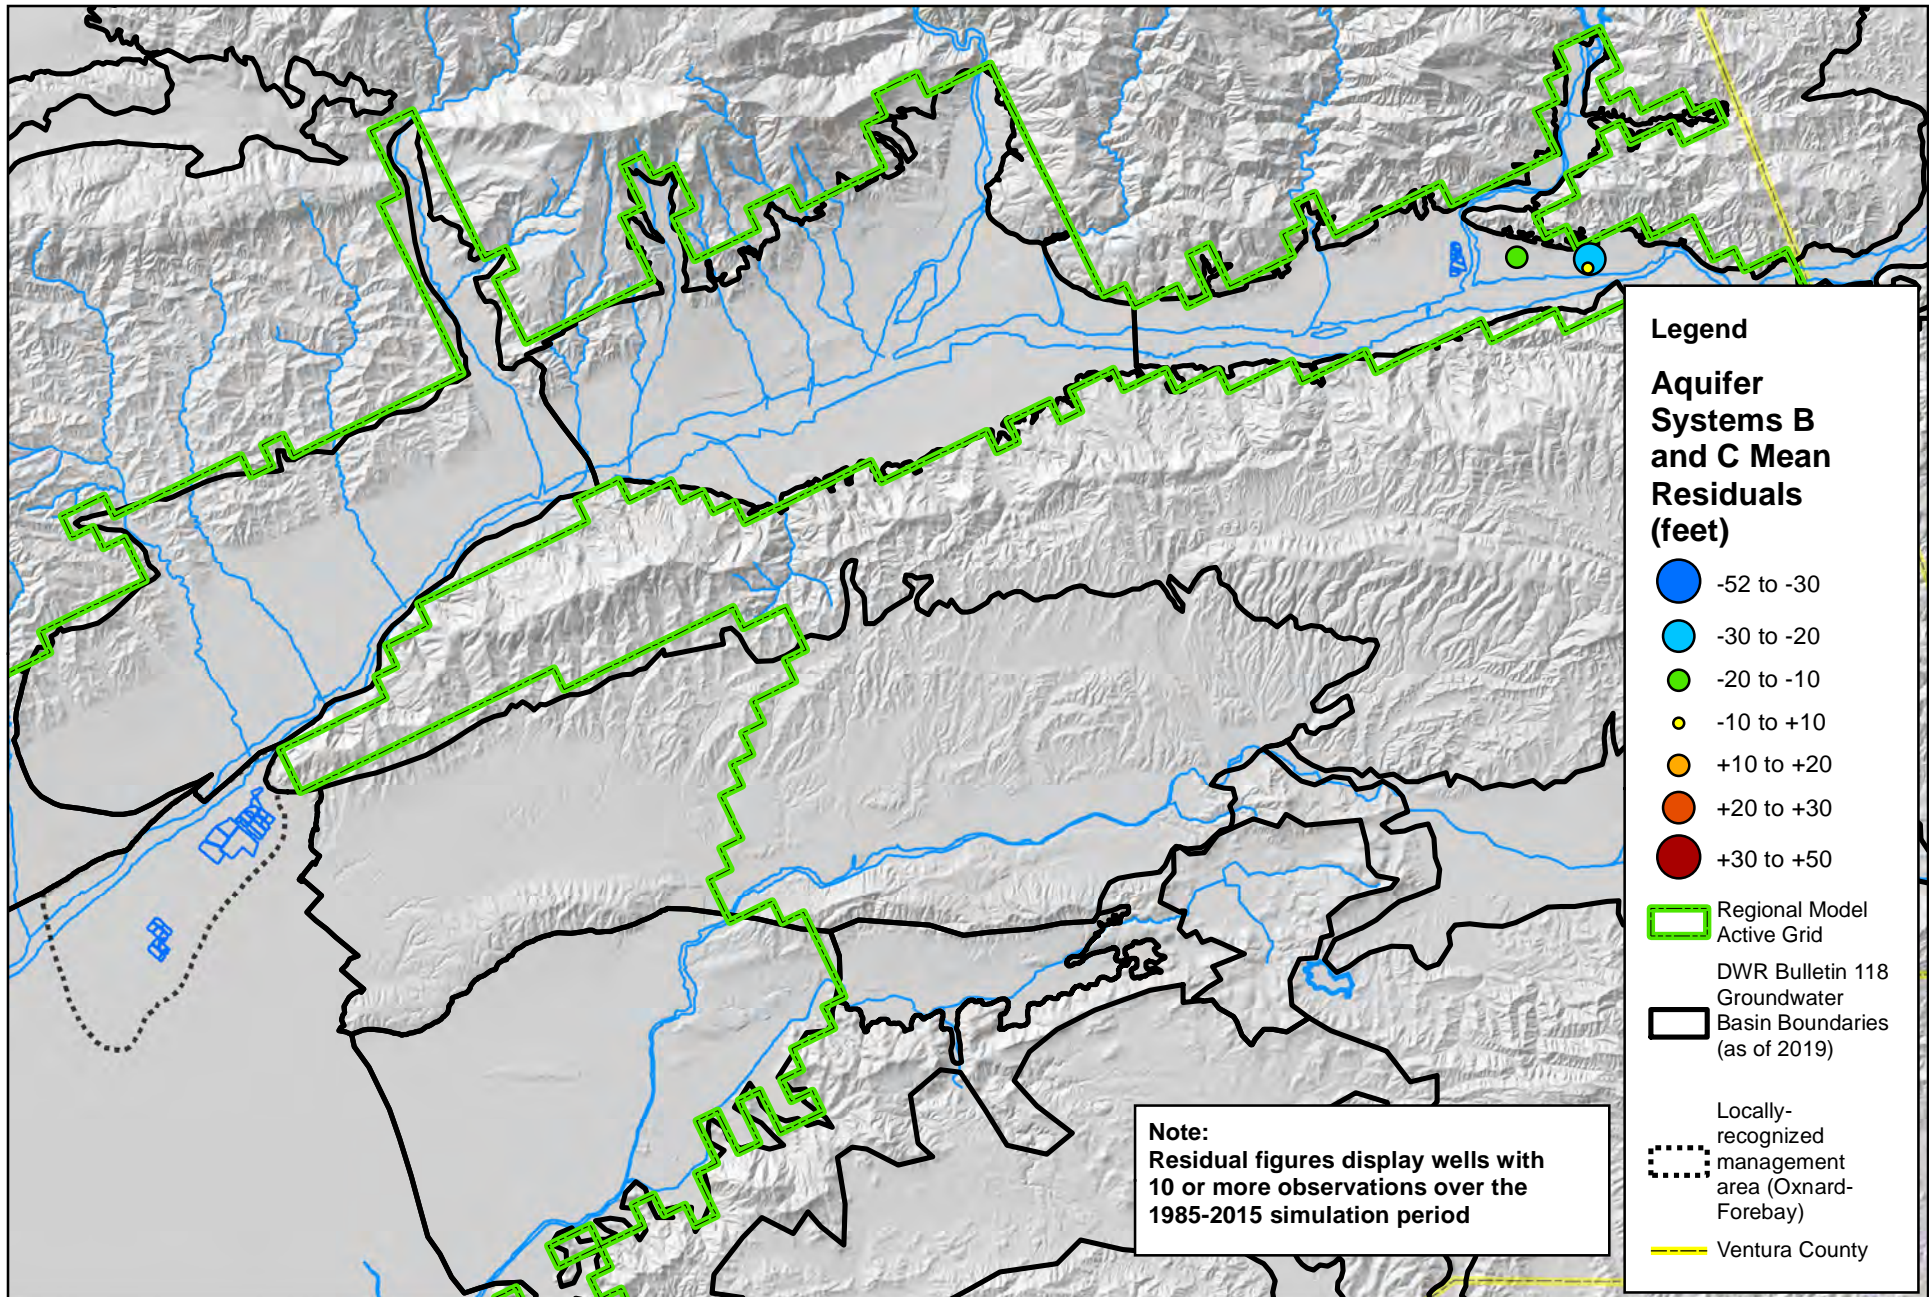 Legend
Aquifer
Systems B
and C Mean
Residuals
(feet)
-52 to -30
-30 to -20
-20 to -10
-10 to +10
+10 to +20
+20 to +30
+30 to +50
Regional Model
Active Grid
DWR Bulletin 118
Groundwater
Basin Boundaries
(as of 2019)
Locally-
recognized
management
area (Oxnard-
Forebay)
Ventura County
Note:
Residual figures display wells with
10 or more observations over the
1985-2015 simulation period